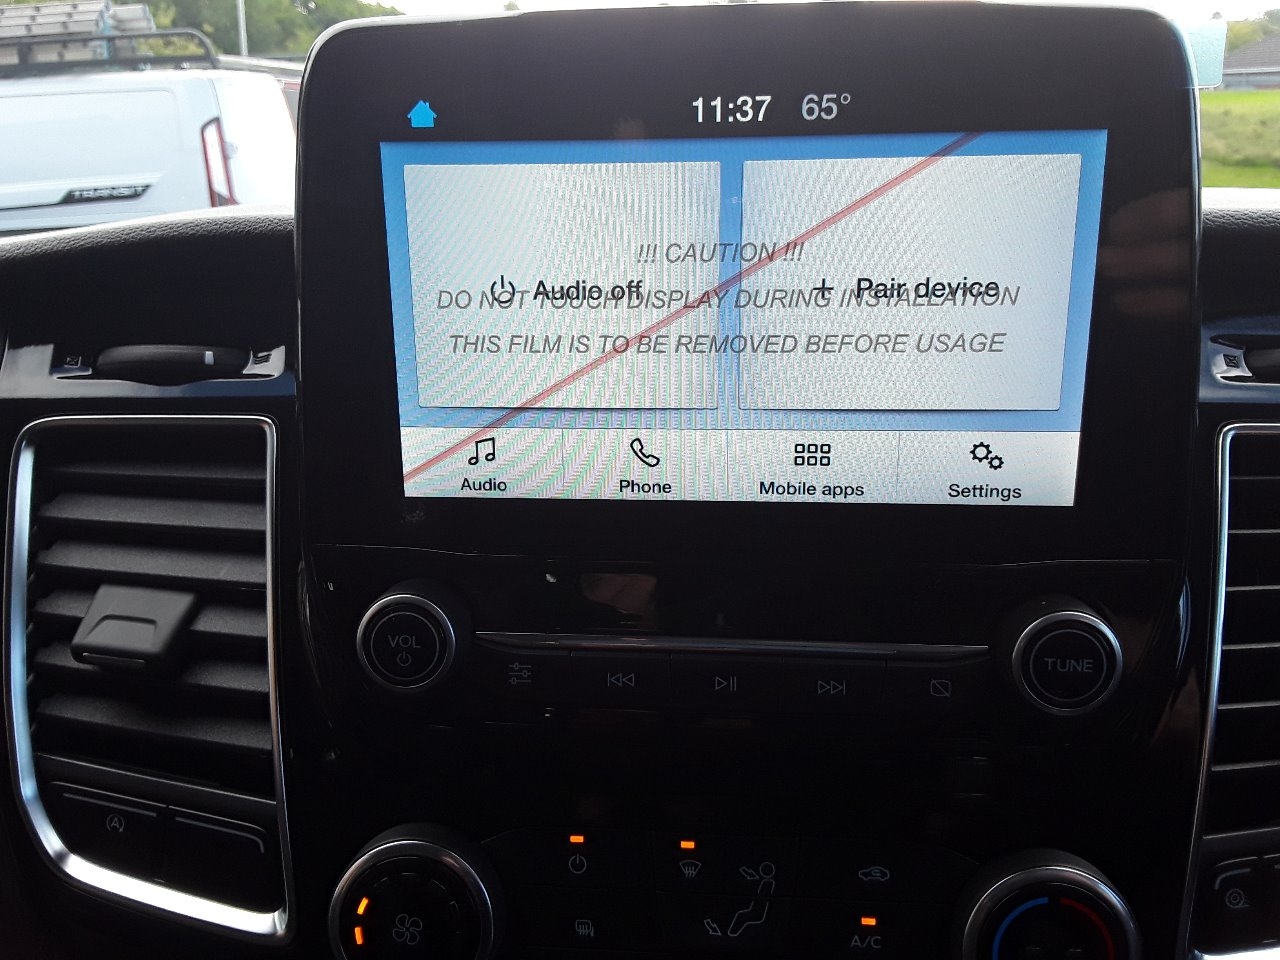 11:37 65°
TRANSIT
!!! CAUTION !!!
Audio off
Pair device
DO NOT TOUCH DISPLAY DURING INSTALLATION
THIS FILM IS TO BE REMOVED BEFORE USAGE
Audio Phone Mobile apps Settings
VOL
TUNE
A
A/C